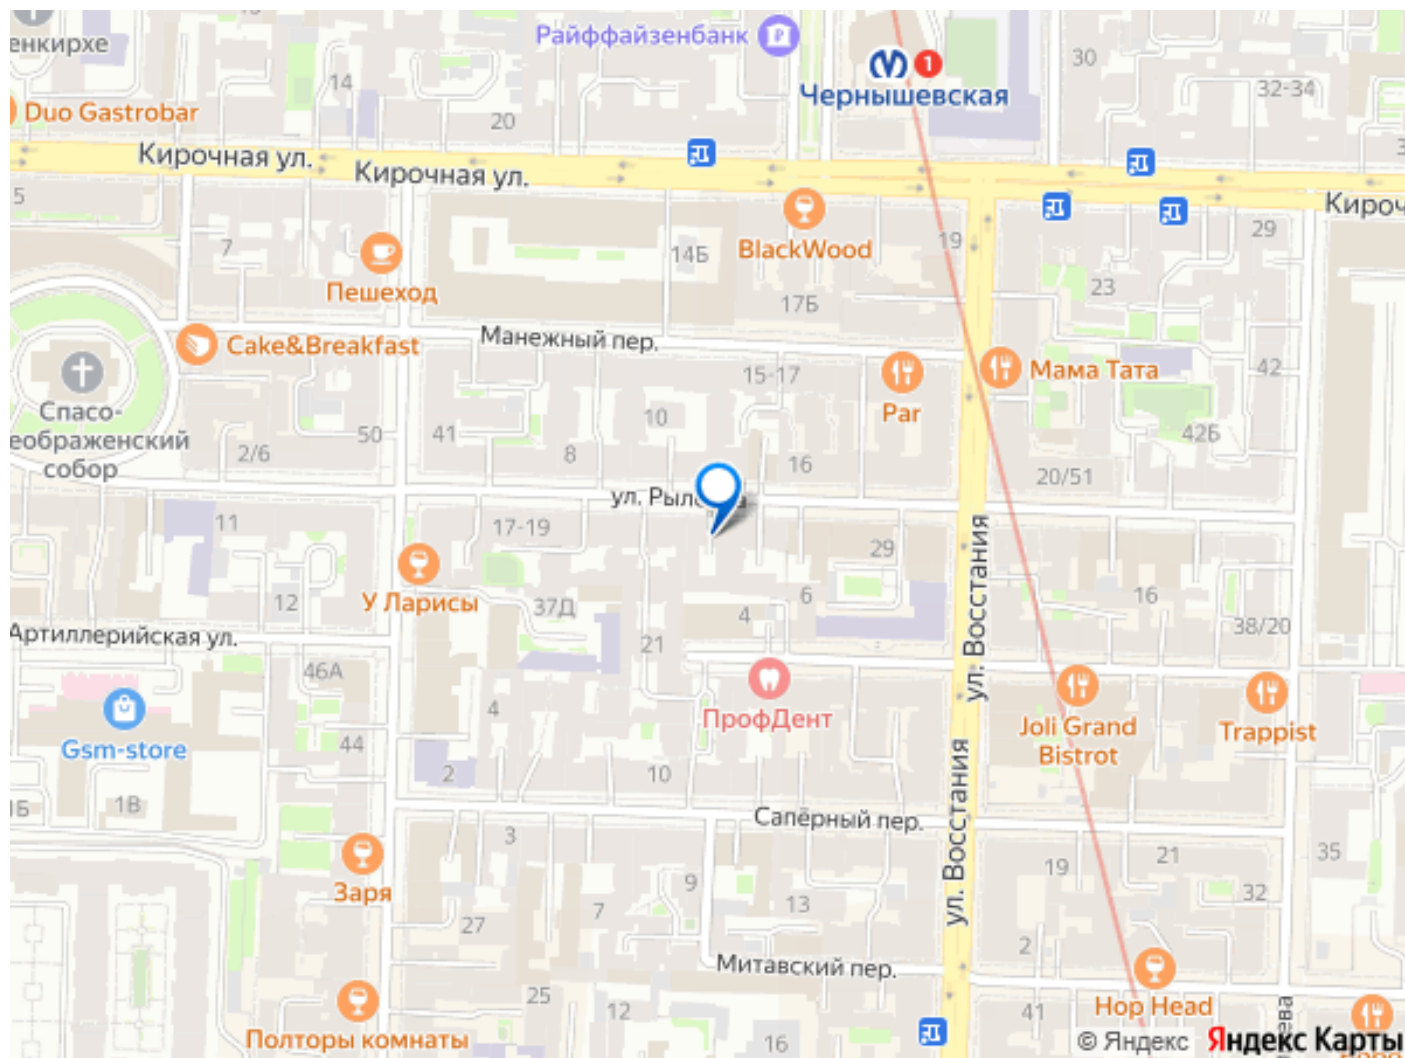 енкирхе
Райффайзенбанк
1
Чернышевская
30
32-34
14
Duo Gastrobar
20
Кирочная ул.
Кирочная ул.
5
Кироч
7
BlackWood
14Б
19
29
Пешеход
17Б
23
Cake&Breakfast
Манежный пер.
15-17
Мама Тата
42
Par
Спасо-
еображенский
собор
10
50
41
42Б
2/6
8
16
20/51
ул. Рыл
11
17-19
29
У Ларисы
12
37Д
6
4
16
38/20
ул. Восстания
Артиллерийская ул.
21
46А
ПрофДент
4
Joli Grand
Bistrot
Trappist
Gsm-store
44
2
10
1Б
1В
Сапёрный пер.
ул. Восстания
3
Заря
9
19
21
35
32
7
13
27
2
Митавский пер.
25
12
Hop Head
41
Полторы комнаты
16
ева
© Яндекс Яндекс Карты